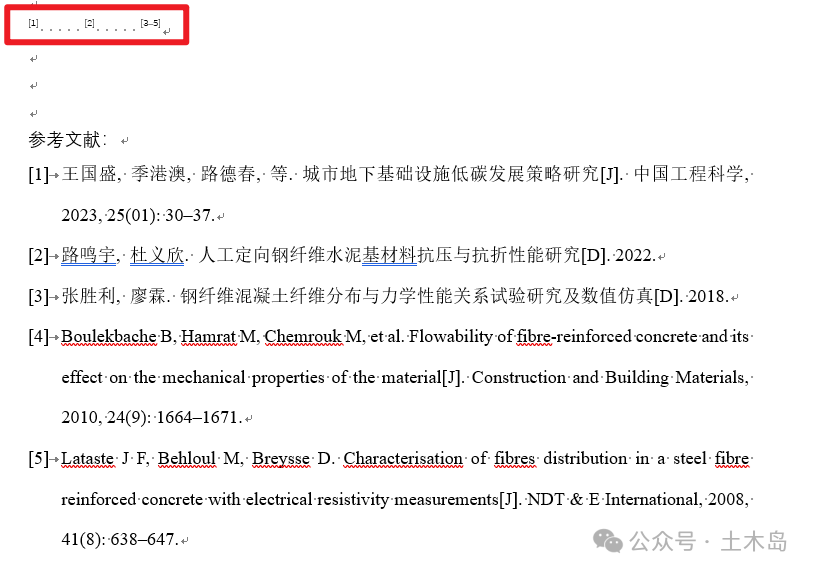 [1] [2] [3–5]
参考文献:
[1] 王国盛, 季港澳, 路德春, 等. 城市地下基础设施低碳发展策略研究[J]. 中国工程科学,
2023, 25(01): 30–37.
[2] 路鸣宇, 杜义欣. 人工定向钢纤维水泥基材料抗压与抗折性能研究[D]. 2022.
[3] 张胜利, 廖霖. 钢纤维混凝土纤维分布与力学性能关系试验研究及数值仿真[D]. 2018.
[4] Boulekbache B, Hamrat M, Chemrouk M, et al. Flowability of fibre-reinforced concrete and its
effect on the mechanical properties of the material[J]. Construction and Building Materials,
2010, 24(9): 1664–1671.
[5] Lataste J F, Behloul M, Breysse D. Characterisation of fibres distribution in a steel fibre
reinforced concrete with electrical resistivity measurements[J]. NDT & E International, 2008,
41(8): 638–647.
公众号 · 土木岛